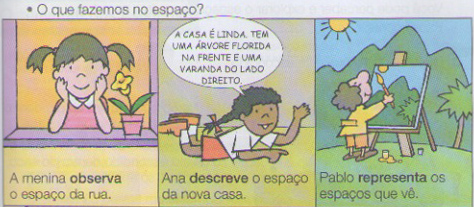 • O que fazemos no espaço?
A CASA É LINDA. TEM
UMA ÁRVORE FLORIDA
NA FRENTE E UMA
VARANDA DO LADO
DIREITO.
A menina observa
o espaço da rua.
Ana descreve o espaço
da nova casa.
Pablo representa os
espaços que vê.